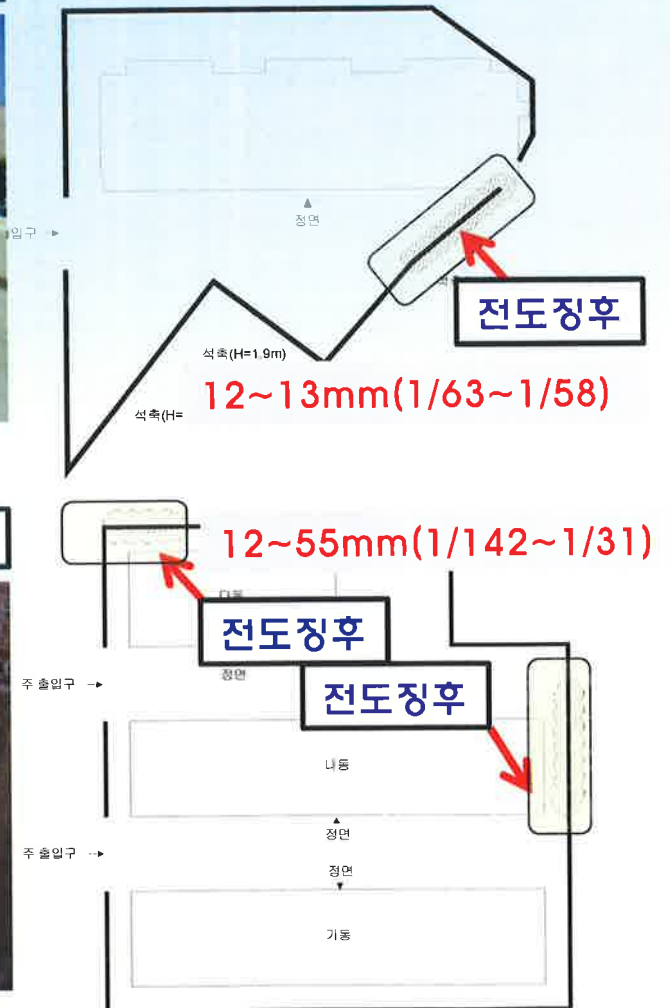 정면
입구
전도징후
석축(H=1.9m)
12~13mm(1/63~1/58)
석축(H=
12~55mm(1/142~1/31)
다동
전도징후
정면
주 출입구
전도징후
나동
정면
주 출입구
정면
가동